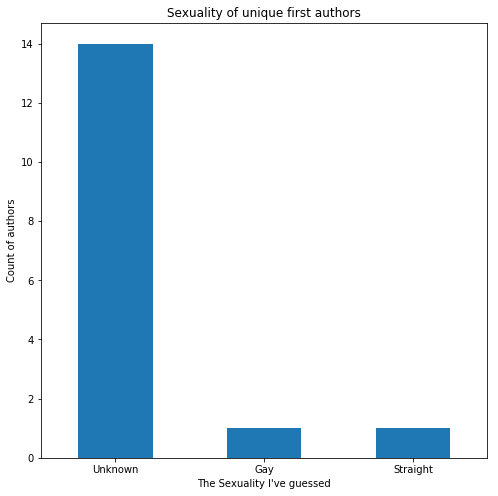 Sexuality of unique first authors
14
12
10
8
6
4
2
0
Count of authors
Unknown Gay Straight
The Sexuality I've guessed